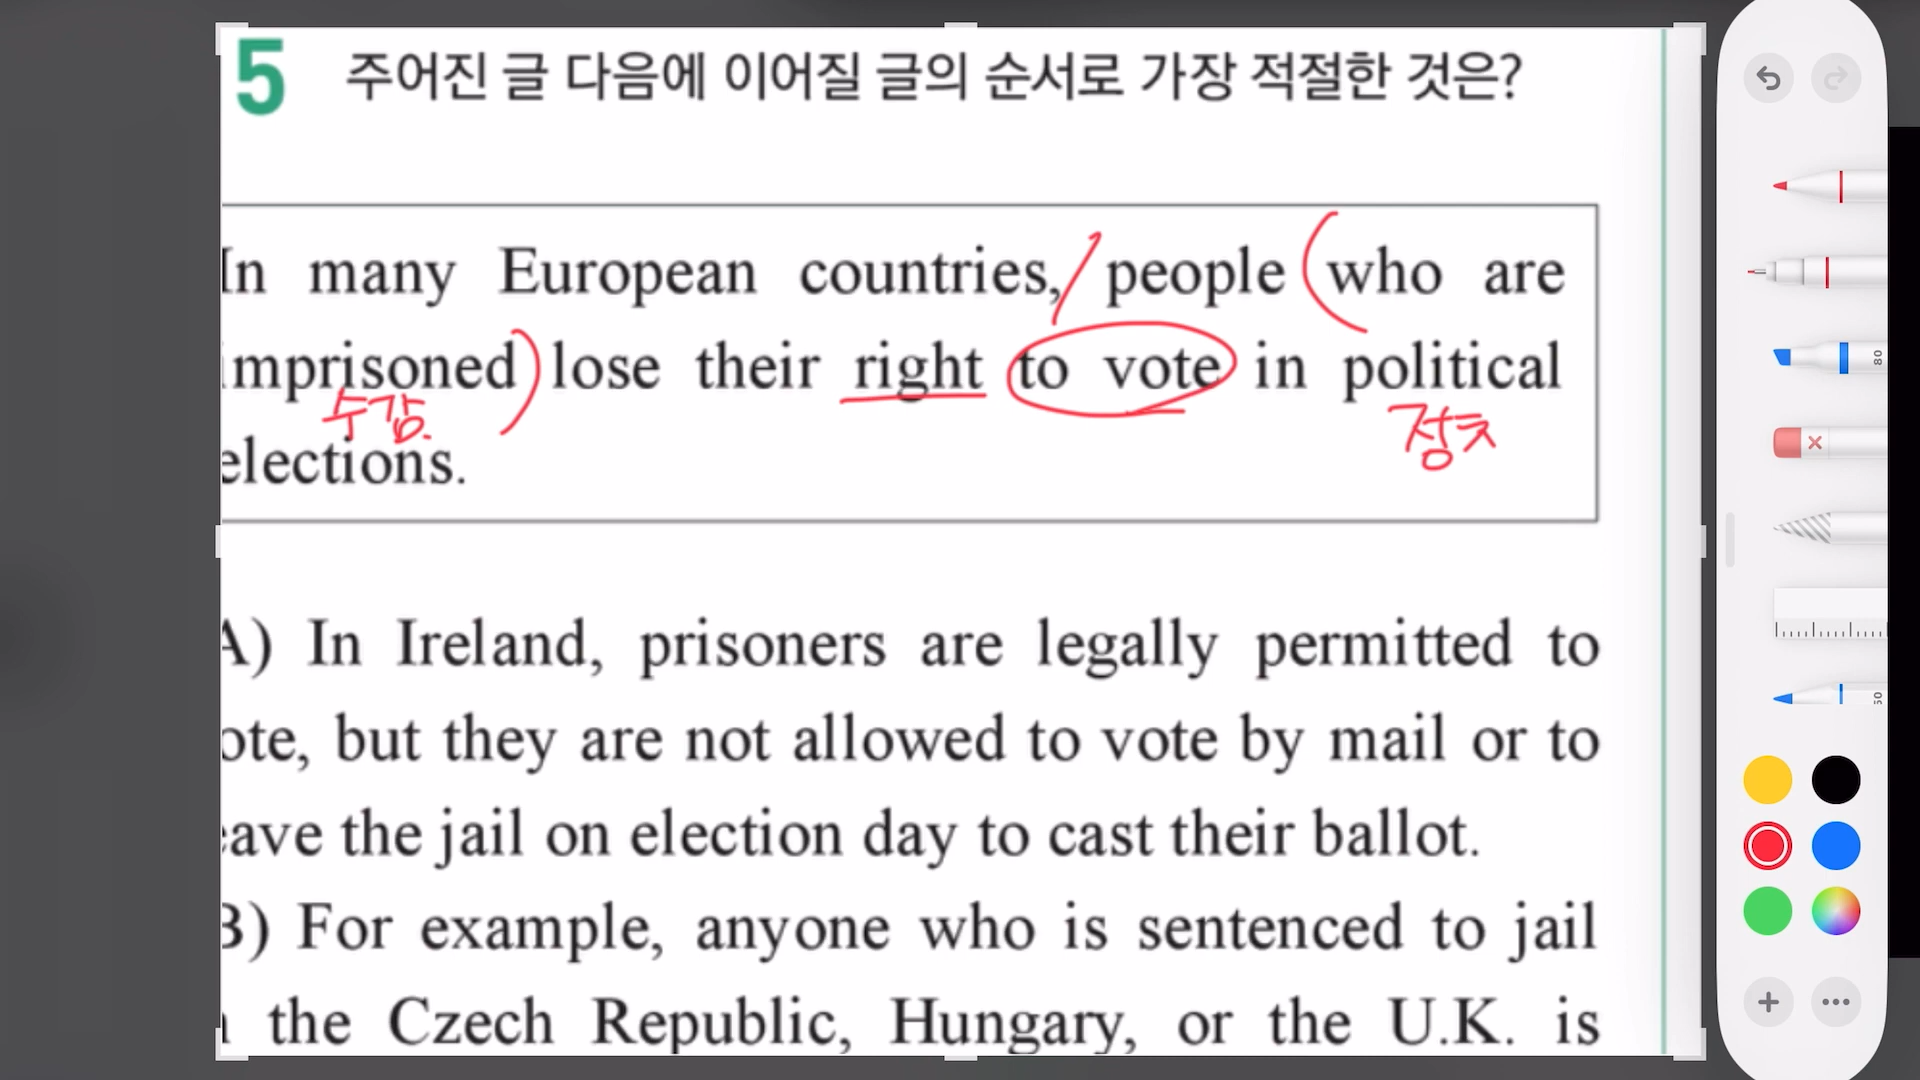 5 주어진 글 다음에 이어질 글의 순서로 가장 적절한 것은?
In many European countries, people who are
imprisoned lose their right to vote in political
수감. 정치
elections.
A) In Ireland, prisoners are legally permitted to
ote, but they are not allowed to vote by mail or to
eave the jail on election day to cast their ballot.
B) For example, anyone who is sentenced to jail
the Czech Republic, Hungary, or the U.K. is
80
50